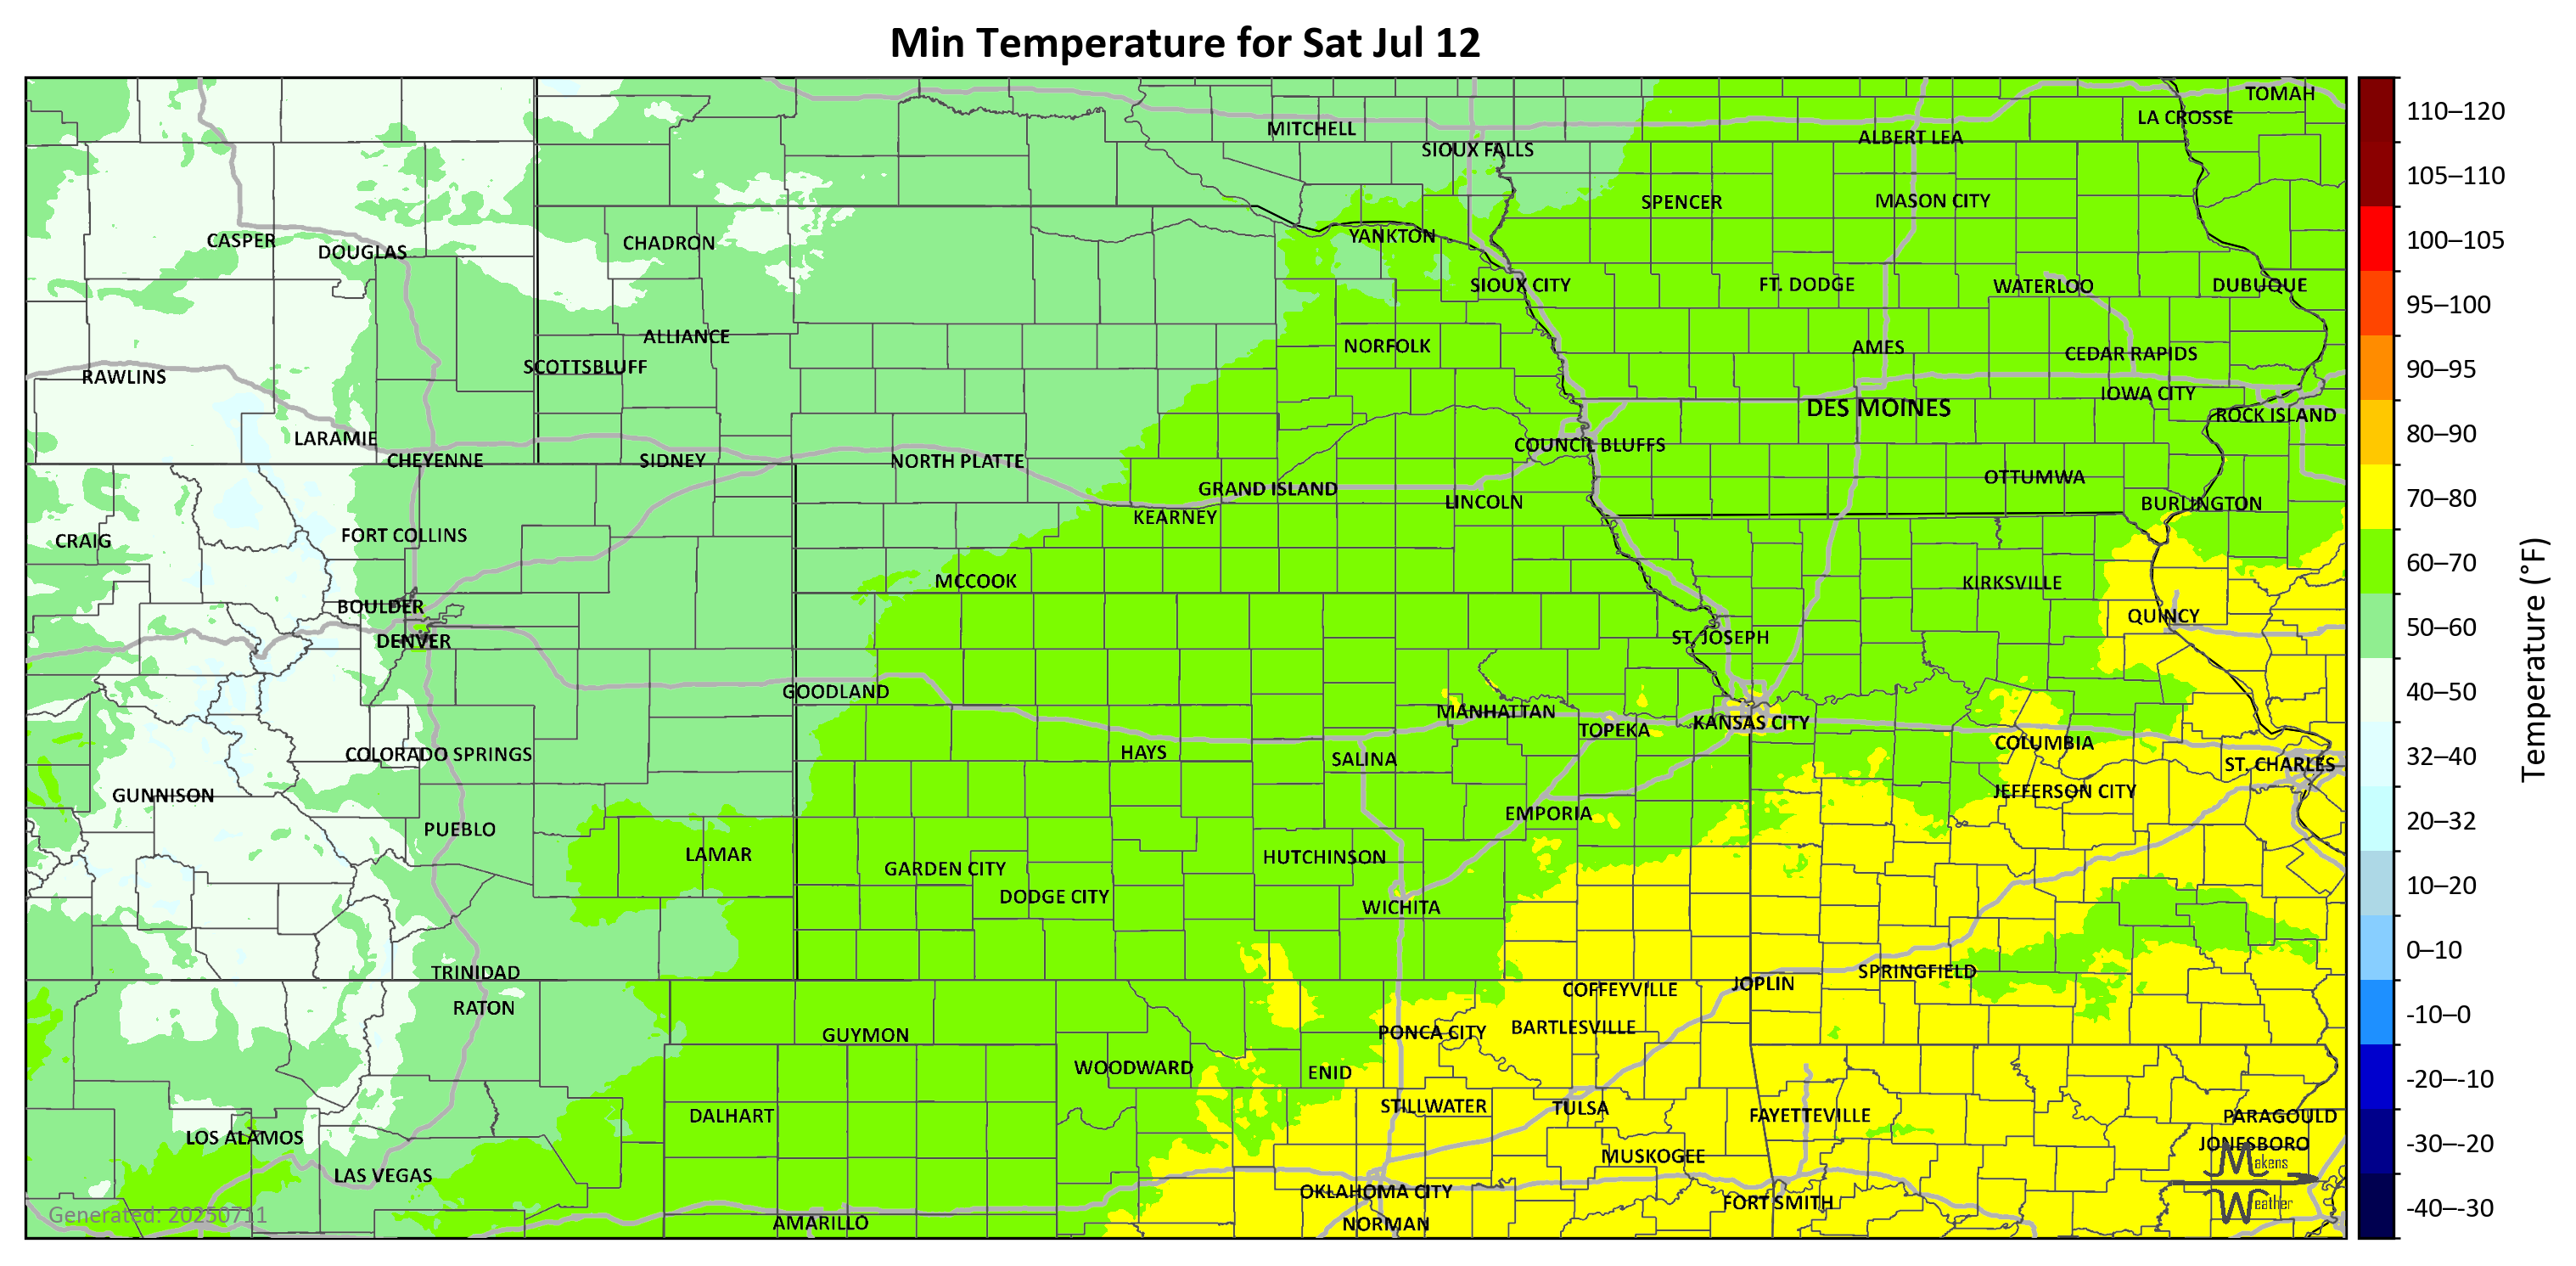 Min Temperature for Sat Jul 12
TOMAH
LA CROSSE
MITCHELL
ALBERT LEA
SIOUX FALLS
SPENCER
MASON CITY
CASPER
DOUGLAS
CHADRON
YANKTON
SIOUX CITY
FT. DODGE
WATERLOO
DUBUQUE
ALLIANCE
NORFOLK
AMES
CEDAR RAPIDS
SCOTTSBLUFF
RAWLINS
IOWA CITY
DES MOINES
ROCK ISLAND
LARAMIE
COUNCIL BLUFFS
CHEYENNE
SIDNEY
NORTH PLATTE
OTTUMWA
GRAND ISLAND
LINCOLN
BURLINGTON
KEARNEY
FORT COLLINS
CRAIG
MCCOOK
KIRKSVILLE
BOULDER
QUINCY
DENVER
ST. JOSEPH
GOODLAND
MANHATTAN
KANSAS CITY
TOPEKA
COLUMBIA
COLORADO SPRINGS
HAYS
SALINA
ST. CHARLES
GUNNISON
JEFFERSON CITY
EMPORIA
PUEBLO
LAMAR
HUTCHINSON
GARDEN CITY
DODGE CITY
WICHITA
TRINIDAD
SPRINGFIELD
JOPLIN
COFFEYVILLE
RATON
BARTLESVILLE
GUYMON
PONCA CITY
WOODWARD
ENID
STILLWATER
TULSA
DALHART
FAYETTEVILLE
PARAGOULD
LOS ALAMOS
JONESBORO
MUSKOGEE
LAS VEGAS
OKLAHOMA CITY
FORT SMITH
AMARILLO
NORMAN
Generated: 20250711
Makens
Weather
110–120
105–110
100–105
95–100
90–95
80–90
70–80
60–70
50–60
40–50
32–40
20–32
10–20
0–10
-10–0
-20–-10
-30–-20
-40–-30
Temperature (°F)